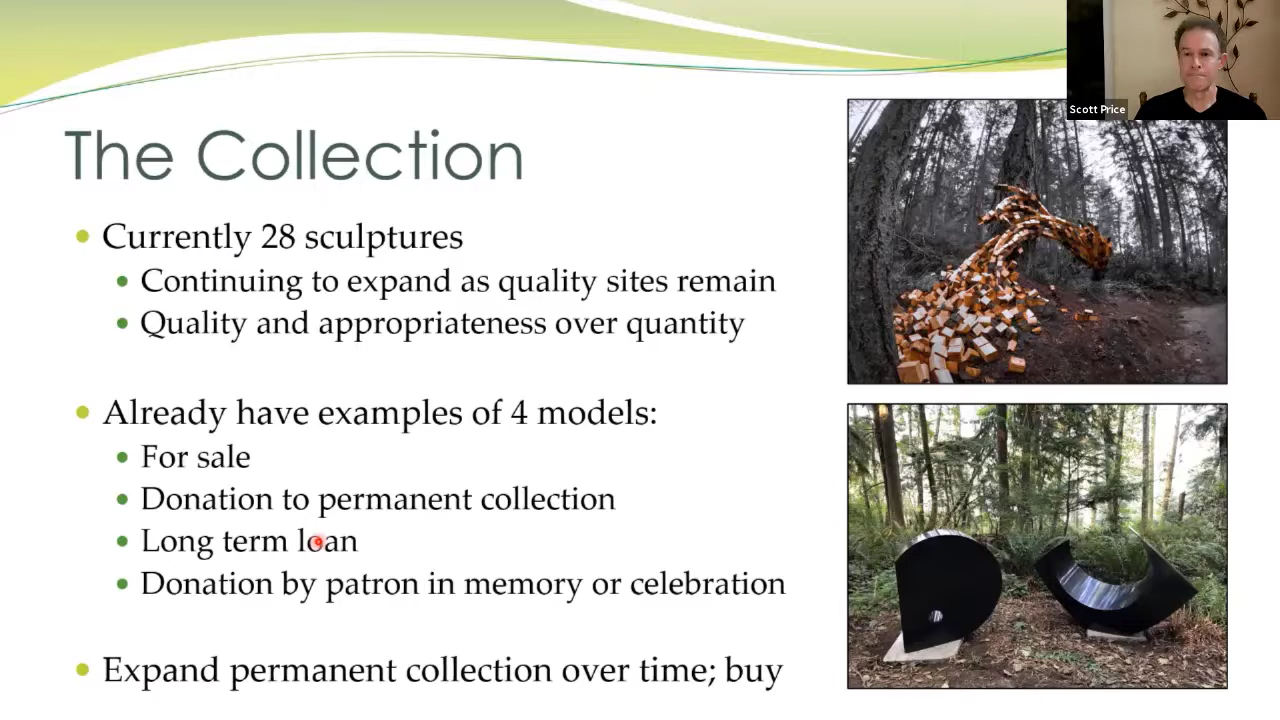 Scott Price
The Collection
Currently 28 sculptures
Continuing to expand as quality sites remain
Quality and appropriateness over quantity
Already have examples of 4 models:
For sale
Donation to permanent collection
Long term loan
Donation by patron in memory or celebration
Expand permanent collection over time; buy